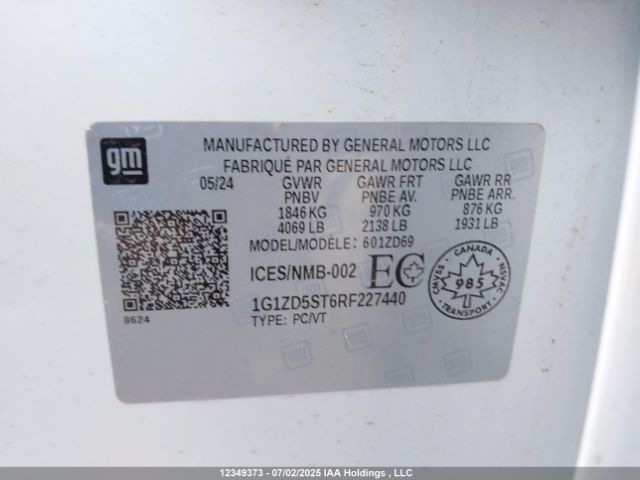 gm
MANUFACTURED BY GENERAL MOTORS LLC
FABRIQUÉ PAR GENERAL MOTORS LLC
05/24 GVWR GAWR FRT GAWR RR
PNBV PNBE AV. PNBE ARR.
1846 KG 970 KG 876 KG
4069 LB 2138 LB 1931 LB
MODEL/MODÈLE: 601ZD69
ICES/NMB-002 EC
CANADA
CMVSS 985 NSVAC
TRANSPORT
1G1ZD5ST6RF227440
8624 TYPE: PC/VT
12349373 - 07/02/2025 IAA Holdings , LLC